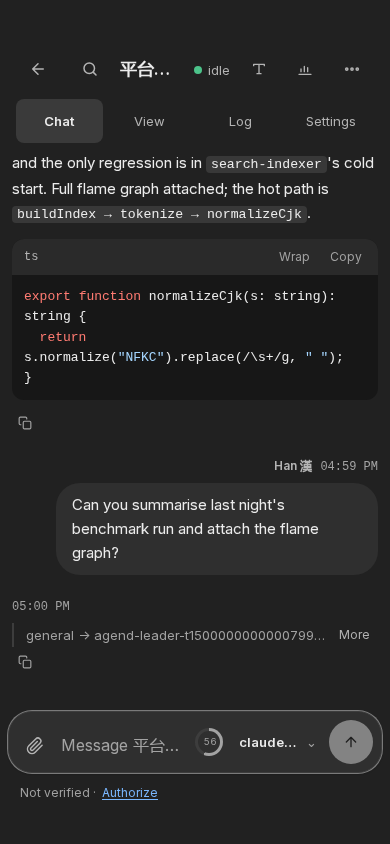 平台… idle
Chat View Log Settings
and the only regression is in search-indexer's cold
start. Full flame graph attached; the hot path is
buildIndex → tokenize → normalizeCjk.
ts Wrap Copy
export function normalizeCjk(s: string):
string {
return
s.normalize("NFKC").replace(/\s+/g, " ");
}
Han 漢 04:59 PM
Can you summarise last night's
benchmark run and attach the flame
graph?
05:00 PM
general → agend-leader-t1500000000000799… More
Message 平台… 56 claude…
Not verified · Authorize